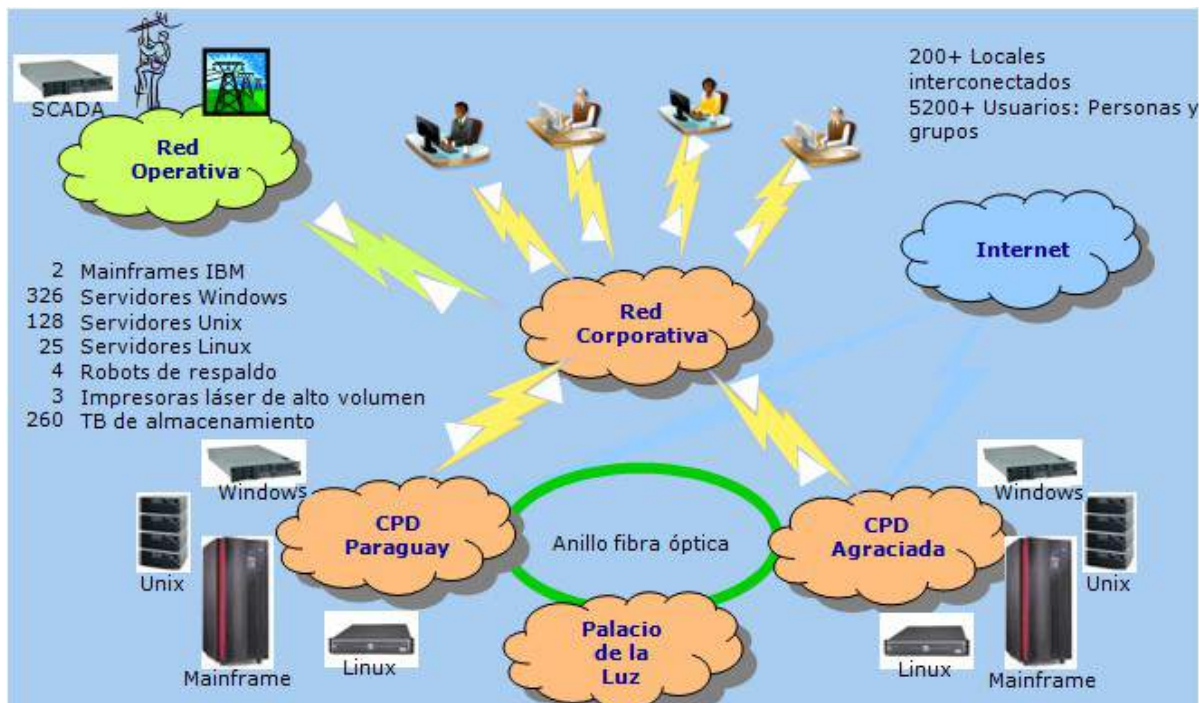 SCADA
Red
Operativa
200+ Locales
interconectados
5200+ Usuarios: Personas y
grupos
Internet
2 Mainframes IBM
326 Servidores Windows
128 Servidores Unix
25 Servidores Linux
4 Robots de respaldo
3 Impresoras láser de alto volumen
260 TB de almacenamiento
Red
Corporativa
Windows
Unix
Mainframe
Linux
CPD
Paraguay
Anillo fibra óptica
Palacio
de la
Luz
CPD
Agraciada
Windows
Unix
Linux
Mainframe